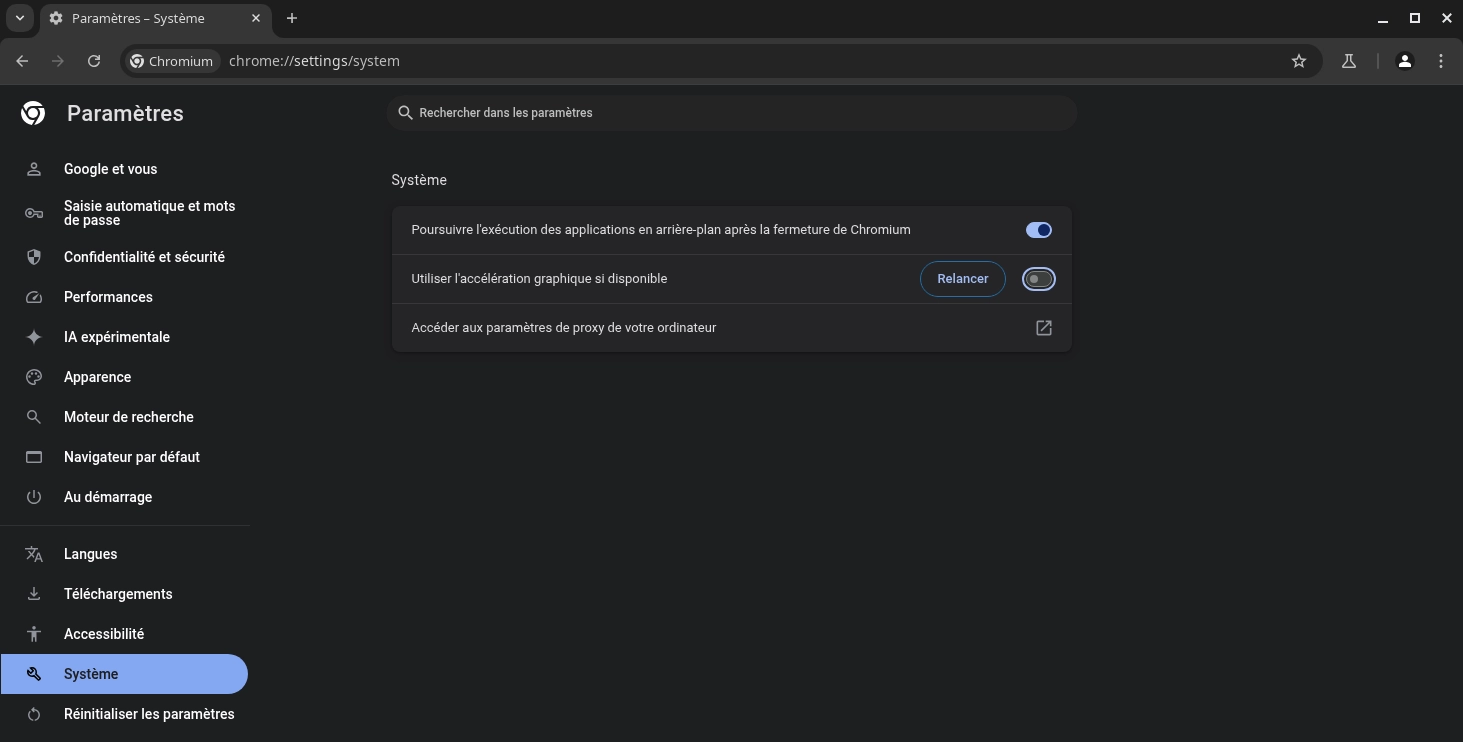 Paramètres – Système
Chromium
chrome://settings/system
Paramètres
Rechercher dans les paramètres
Google et vous
Saisie automatique et mots
de passe
Confidentialité et sécurité
Performances
IA expérimentale
Apparence
Moteur de recherche
Navigateur par défaut
Au démarrage
Langues
Téléchargements
Accessibilité
Système
Réinitialiser les paramètres
Système
Poursuivre l'exécution des applications en arrière-plan après la fermeture de Chromium
Utiliser l'accélération graphique si disponible
Relancer
Accéder aux paramètres de proxy de votre ordinateur